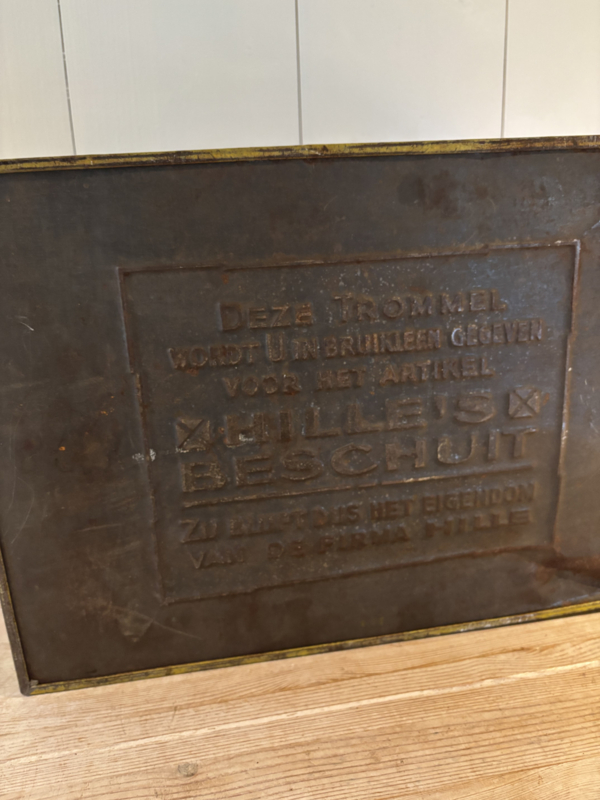 DEZE TROMMEL
WORDT U IN BRUIKLEEN GEGEVEN
VOOR HET ARTIKEL
HILLE'S
BESCHUIT
ZIJ BLIJFT DUS HET EIGENDOM
VAN DE FIRMA HILLE